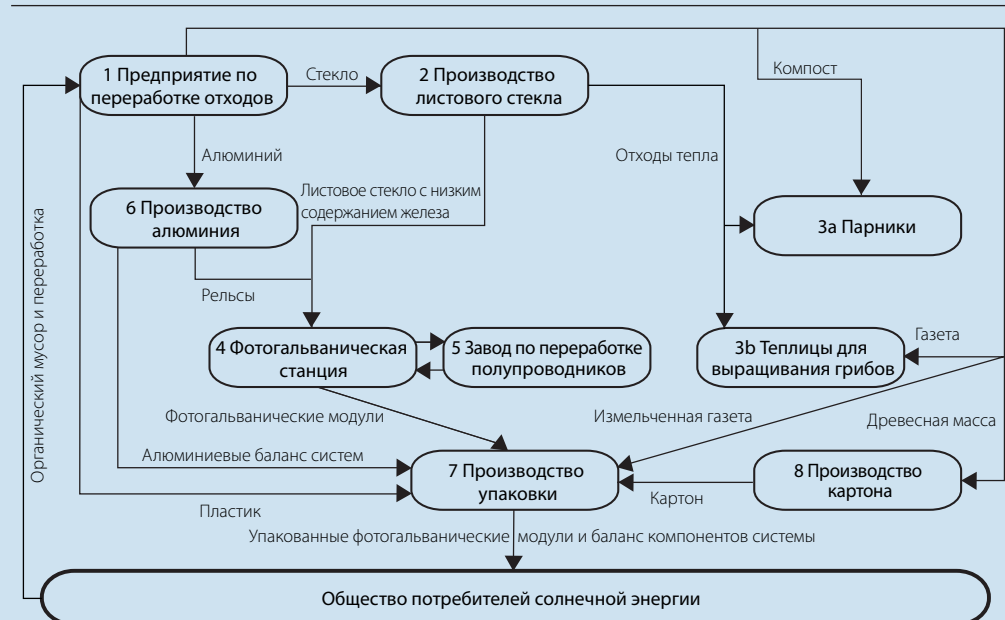 1 Предприятие по
переработке отходов
Стекло
2 Производство
листового стекла
Компост
Алюминий
Отходы тепла
Листовое стекло с низким
содержанием железа
6 Производство
алюминия
3a Парники
Рельсы
Органический мусор и переработка
4 Фотогальваническая
станция
5 Завод по переработке
полупроводников
3b Теплицы для
выращивания грибов
Газета
Фотогальванические модули
Измельченная газета
Древесная масса
Алюминиевые баланс систем
7 Производство
упаковки
8 Производство
картона
Картон
Пластик
Упакованные фотогальванические модули и баланс компонентов системы
Общество потребителей солнечной энергии